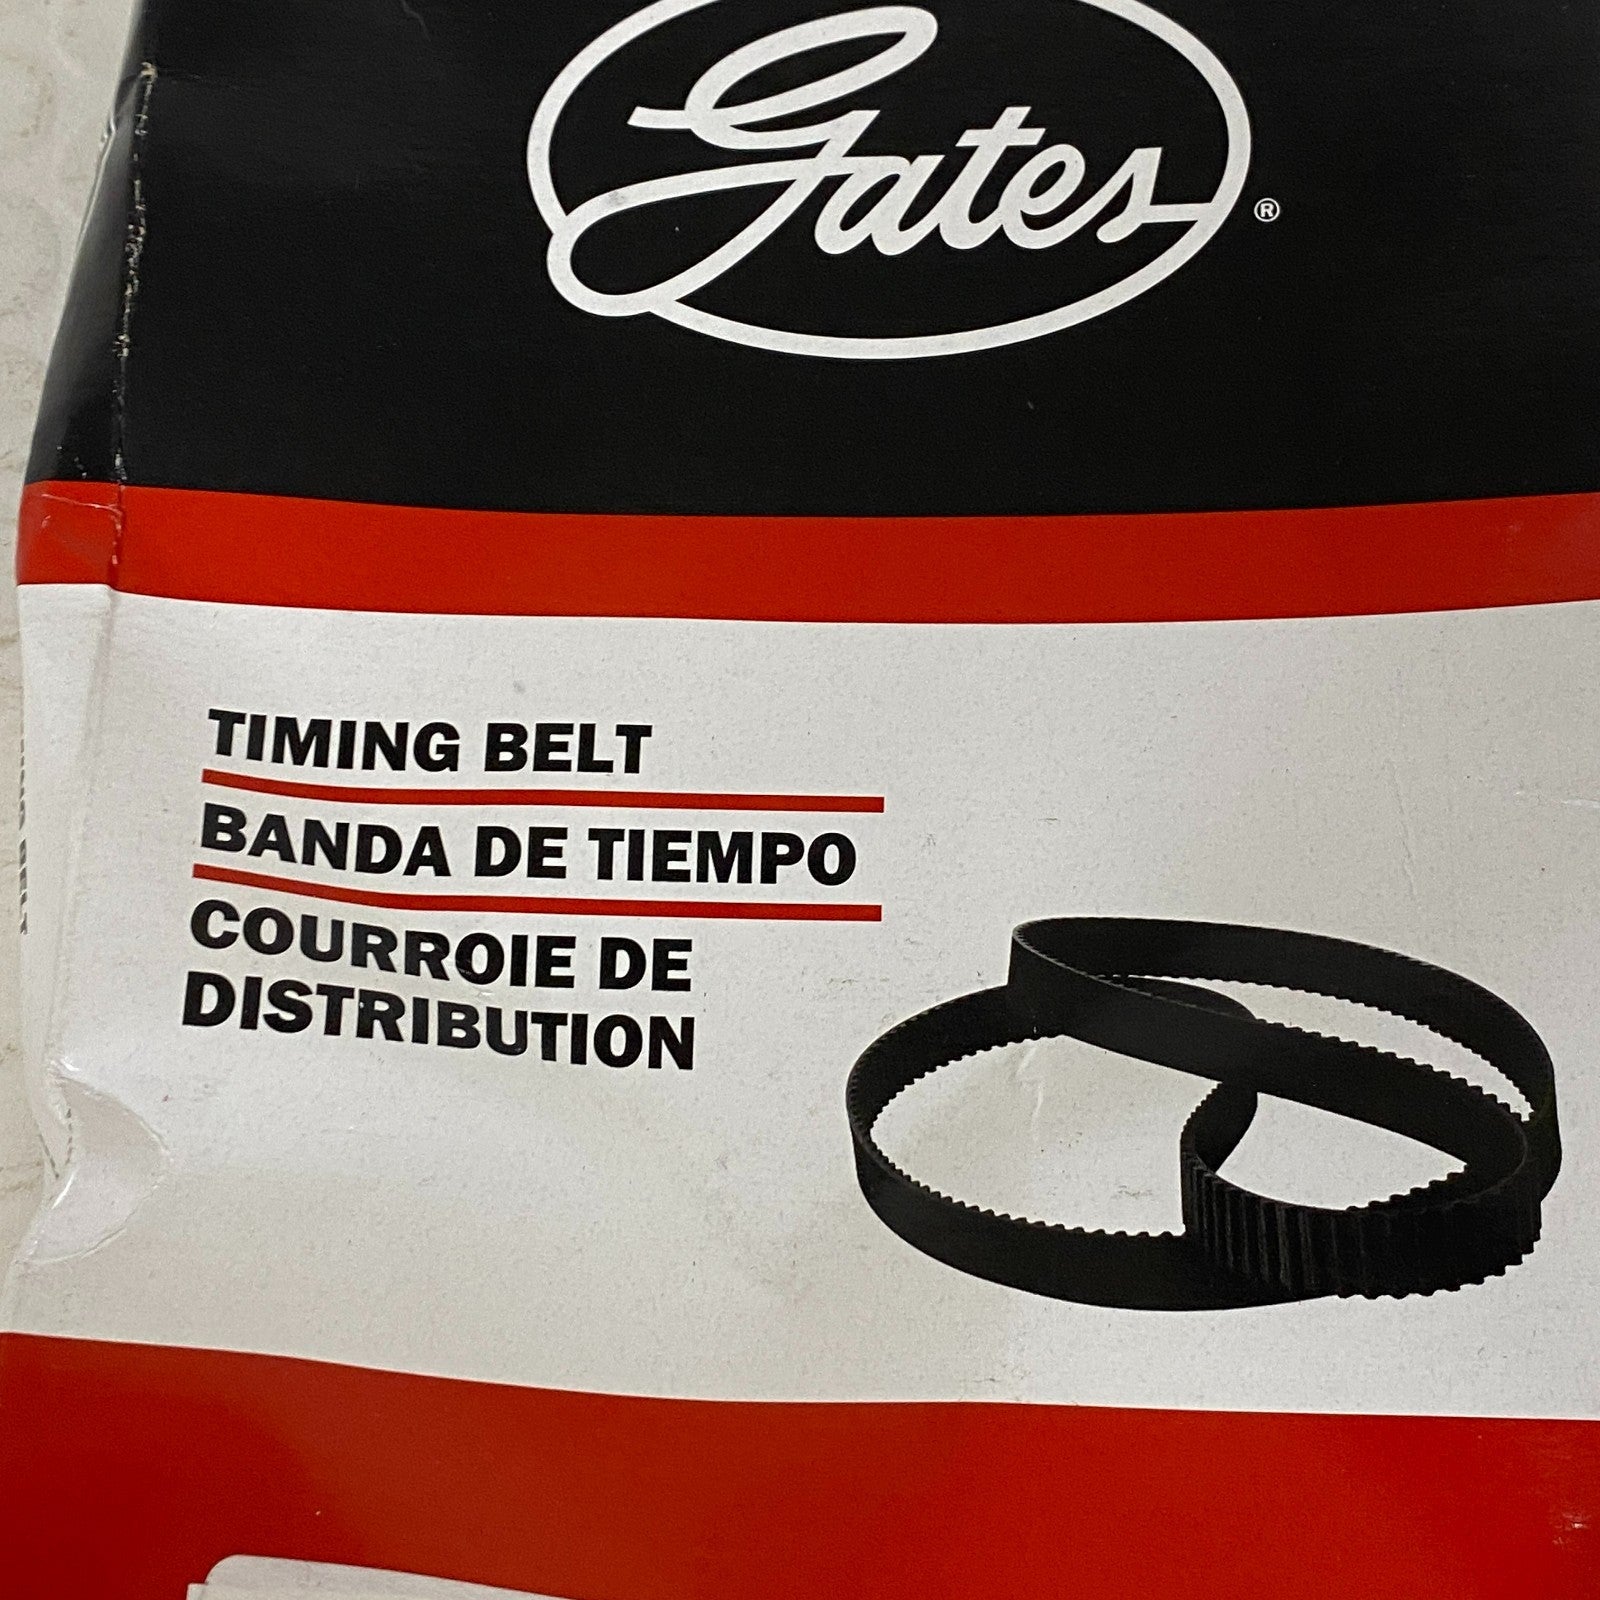 Gates®
TIMING BELT
BANDA DE TIEMPO
COURROIE DE
DISTRIBUTION